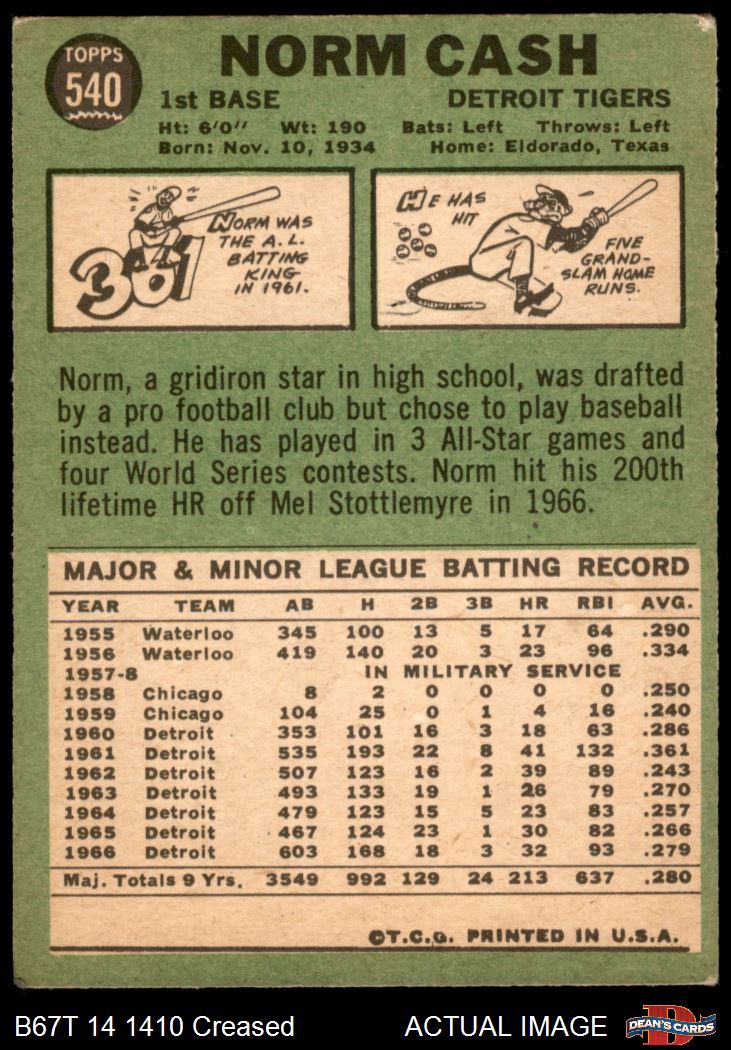 TOPPS
540
NORM CASH
1st BASE DETROIT TIGERS
Ht: 6'0" Wt: 190 Bats: Left Throws: Left
Born: Nov. 10, 1934 Home: Eldorado, Texas
361
NORM WAS
THE A.L.
BATTING
KING
IN 1961.
HE HAS
HIT
FIVE
GRAND-
SLAM HOME
RUNS.
Norm, a gridiron star in high school, was drafted
by a pro football club but chose to play baseball
instead. He has played in 3 All-Star games and
four World Series contests. Norm hit his 200th
lifetime HR off Mel Stottlemyre in 1966.
MAJOR & MINOR LEAGUE BATTING RECORD
YEAR TEAM AB H 2B 3B HR RBI AVG.
1955 Waterloo 345 100 13 5 17 64 .290
1956 Waterloo 419 140 20 3 23 96 .334
1957-8 IN MILITARY SERVICE
1958 Chicago 8 2 0 0 0 0 .250
1959 Chicago 104 25 0 1 4 16 .240
1960 Detroit 353 101 16 3 18 63 .286
1961 Detroit 535 193 22 8 41 132 .361
1962 Detroit 507 123 16 2 39 89 .243
1963 Detroit 493 133 19 1 26 79 .270
1964 Detroit 479 123 15 5 23 83 .257
1965 Detroit 467 124 23 1 30 82 .266
1966 Detroit 603 168 18 3 32 93 .279
Maj. Totals 9 Yrs. 3549 992 129 24 213 637 .280
©T.C.G. PRINTED IN U.S.A.
B67T 14 1410 Creased ACTUAL IMAGE
DEAN'S CARDS